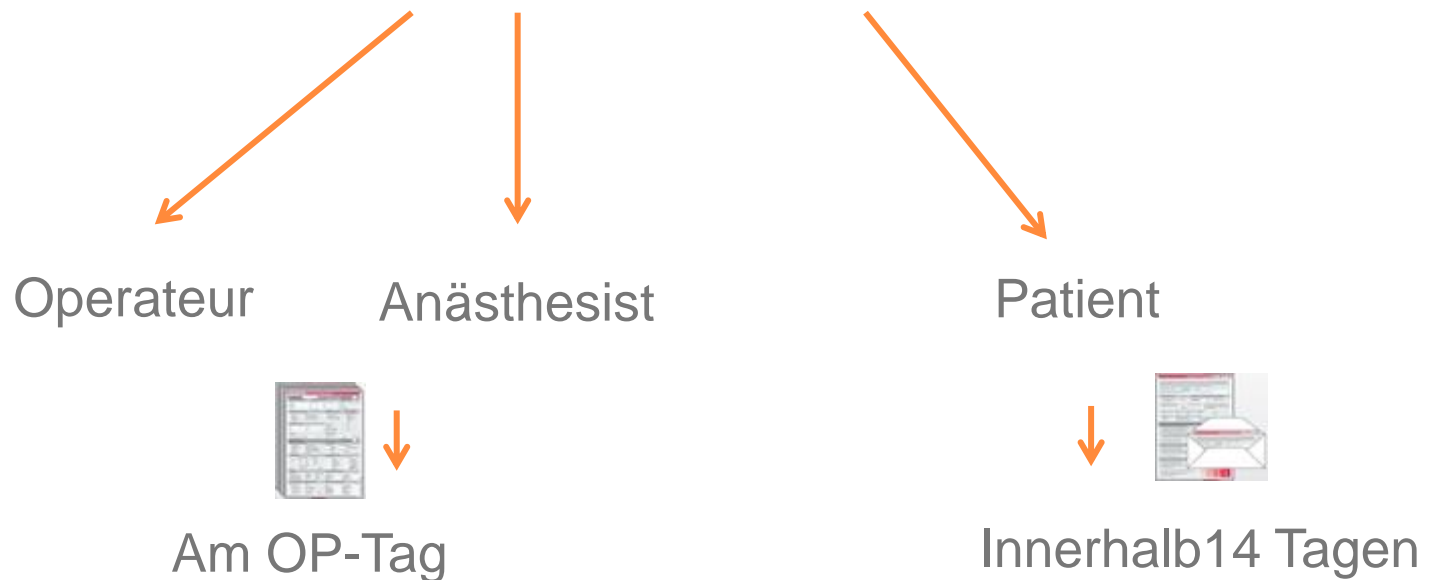 Operateur
Anästhesist
Patient
Am OP-Tag
Innerhalb14 Tagen